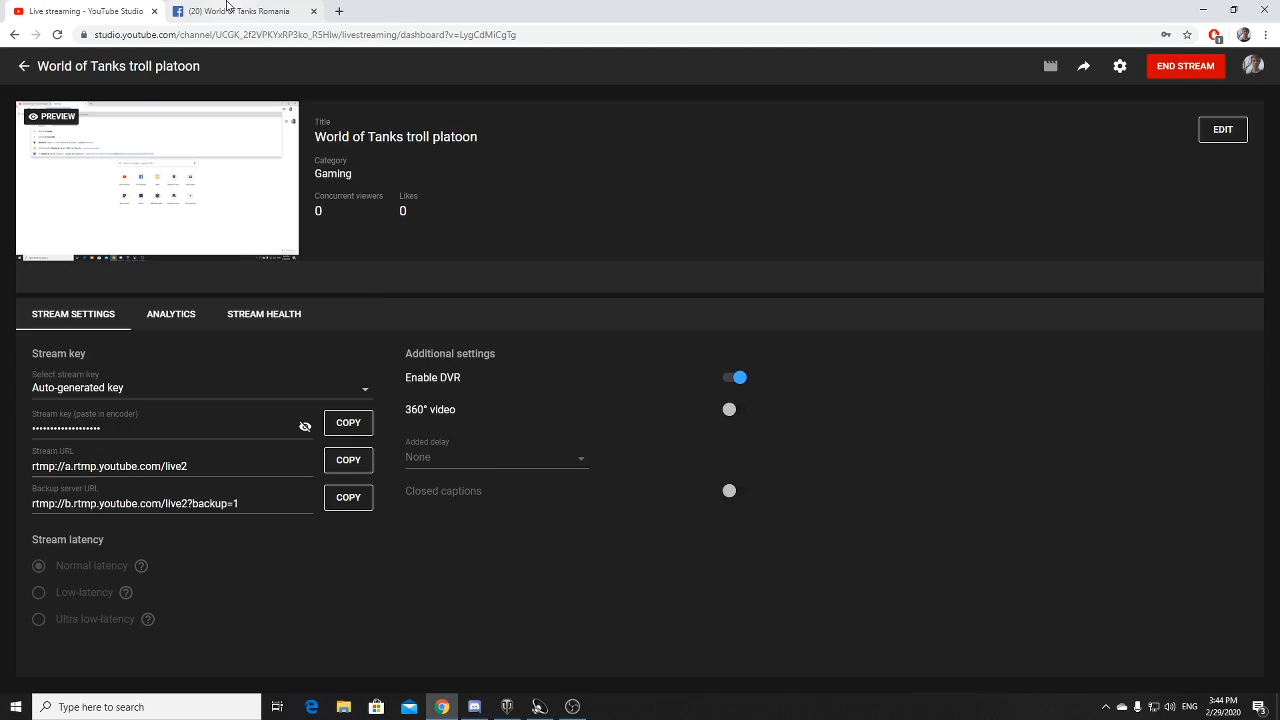 Live streaming - YouTube Studio
(20) World of Tanks Romania
studio.youtube.com/channel/UCGK_2f2VPKYxRP3ko_R5Hlw/livestreaming/dashboard?v=LygCdMiCgTg
World of Tanks troll platoon
END STREAM
PREVIEW
Title
World of Tanks troll platoon
EDIT
Category
Gaming
Concurrent viewers Likes
0 0
STREAM SETTINGS ANALYTICS STREAM HEALTH
Stream key
Select stream key
Auto-generated key
Stream key (paste in encoder)
•••••••••••••••••••
COPY
Stream URL
rtmp://a.rtmp.youtube.com/live2
COPY
Backup server URL
rtmp://b.rtmp.youtube.com/live2?backup=1
COPY
Stream latency
Normal latency
Low-latency
Ultra low-latency
Additional settings
Enable DVR
360° video
Added delay
None
Closed captions
Type here to search
ENG
3:44 PM
2/29/2020